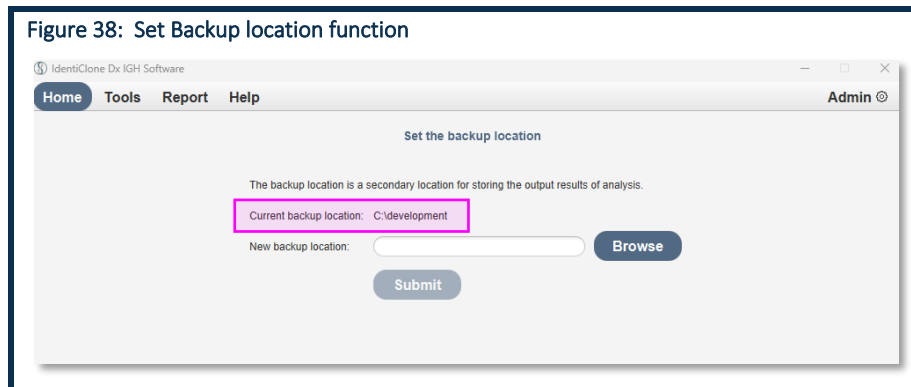 Figure 38: Set Backup location function
IdentiClone Dx IGH Software
Home Tools Report Help Admin
Set the backup location
The backup location is a secondary location for storing the output results of analysis.
Current backup location: C:\development
New backup location: Browse
Submit